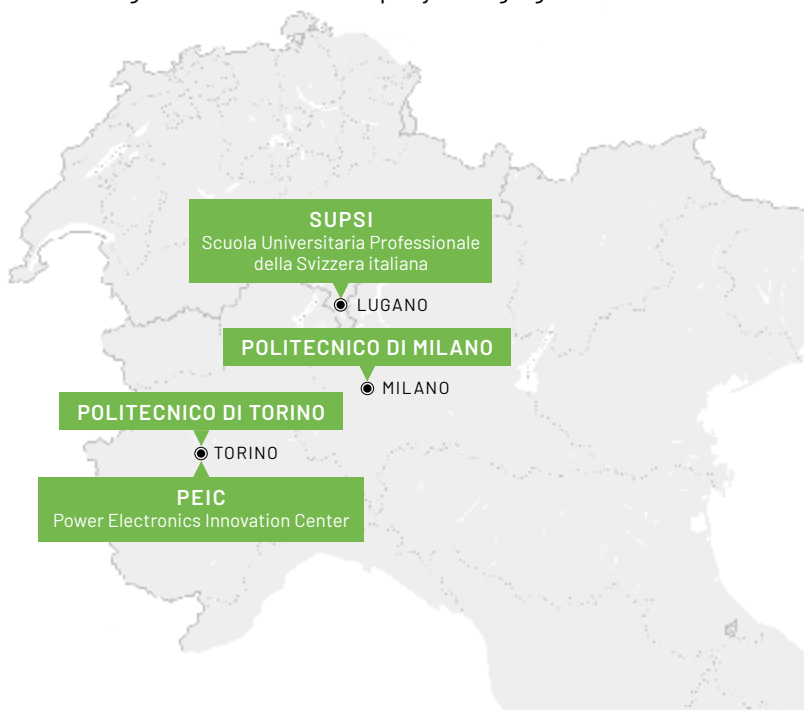 SUPSI
Scuola Universitaria Professionale
della Svizzera italiana
LUGANO
POLITECNICO DI MILANO
MILANO
POLITECNICO DI TORINO
TORINO
PEIC
Power Electronics Innovation Center